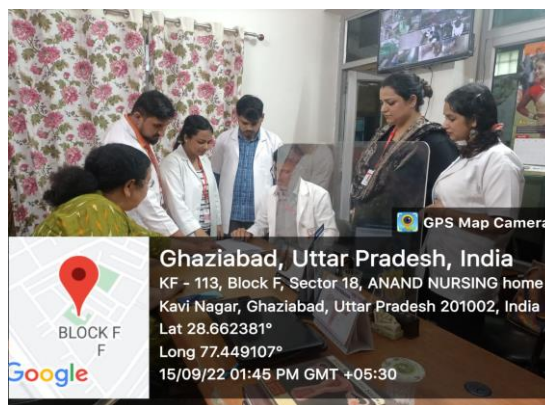 GPS Map Camera
Ghaziabad, Uttar Pradesh, India
KF - 113, Block F, Sector 18, ANAND NURSING home
Kavi Nagar, Ghaziabad, Uttar Pradesh 201002, India
Lat 28.662381°
Long 77.449107°
15/09/22 01:45 PM GMT +05:30
BLOCK F
F
Google